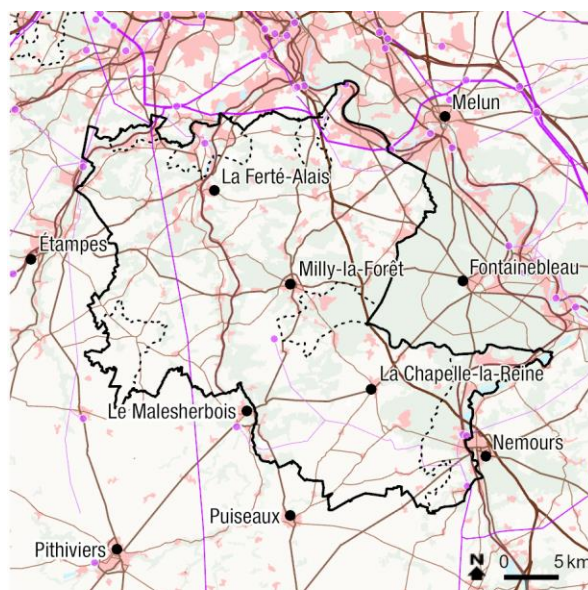 Melun
La Ferté-Alais
Étampes
Milly-la-Forêt
Fontainebleau
La Chapelle-la-Reine
Le Malesherbois
Nemours
Puiseaux
Pithiviers
N
0 5 km